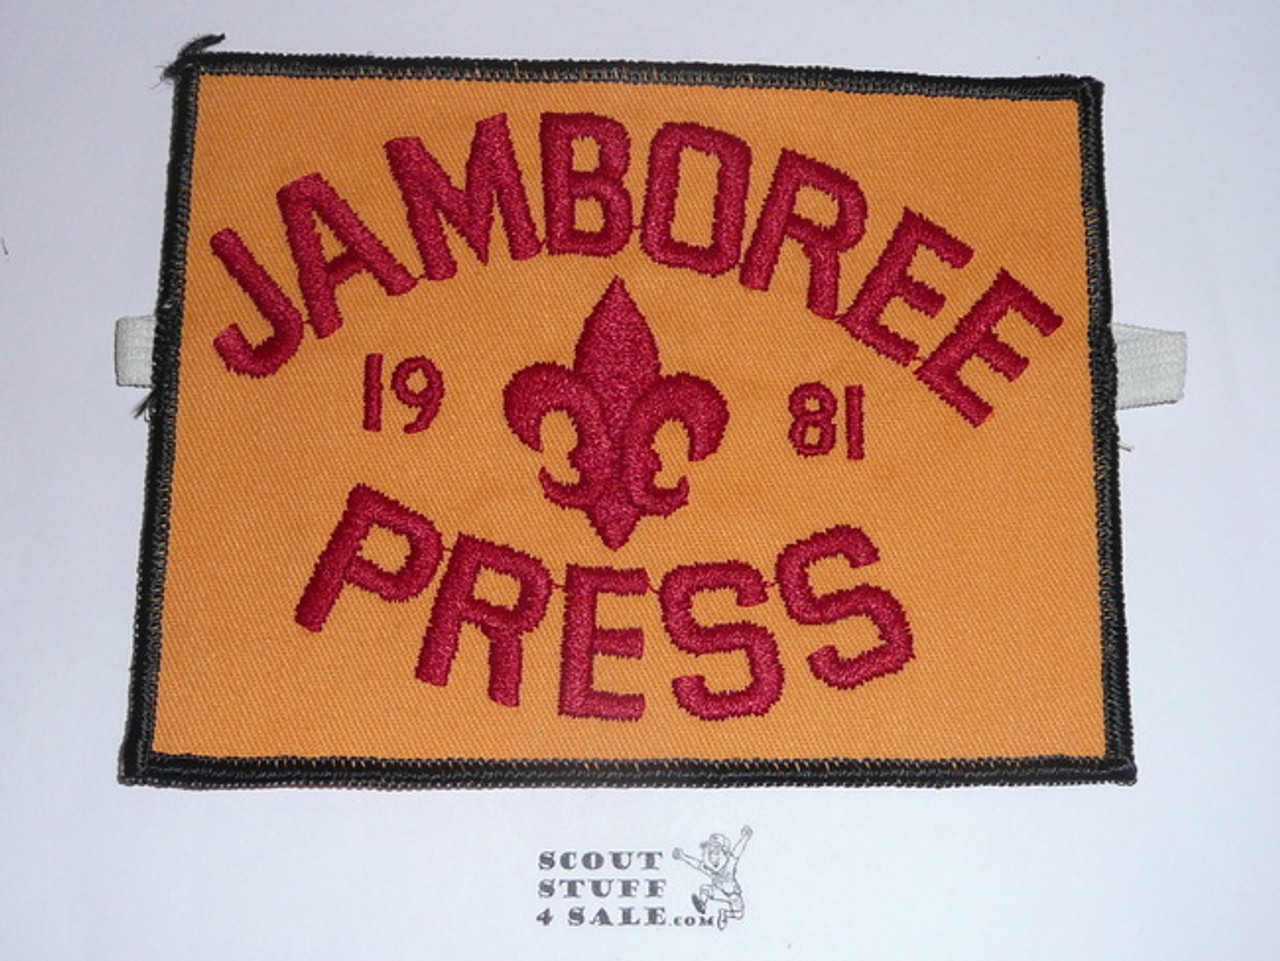 JAMBOREE
19 81
PRESS
SCOUT
STUFF
4 SALE.COM